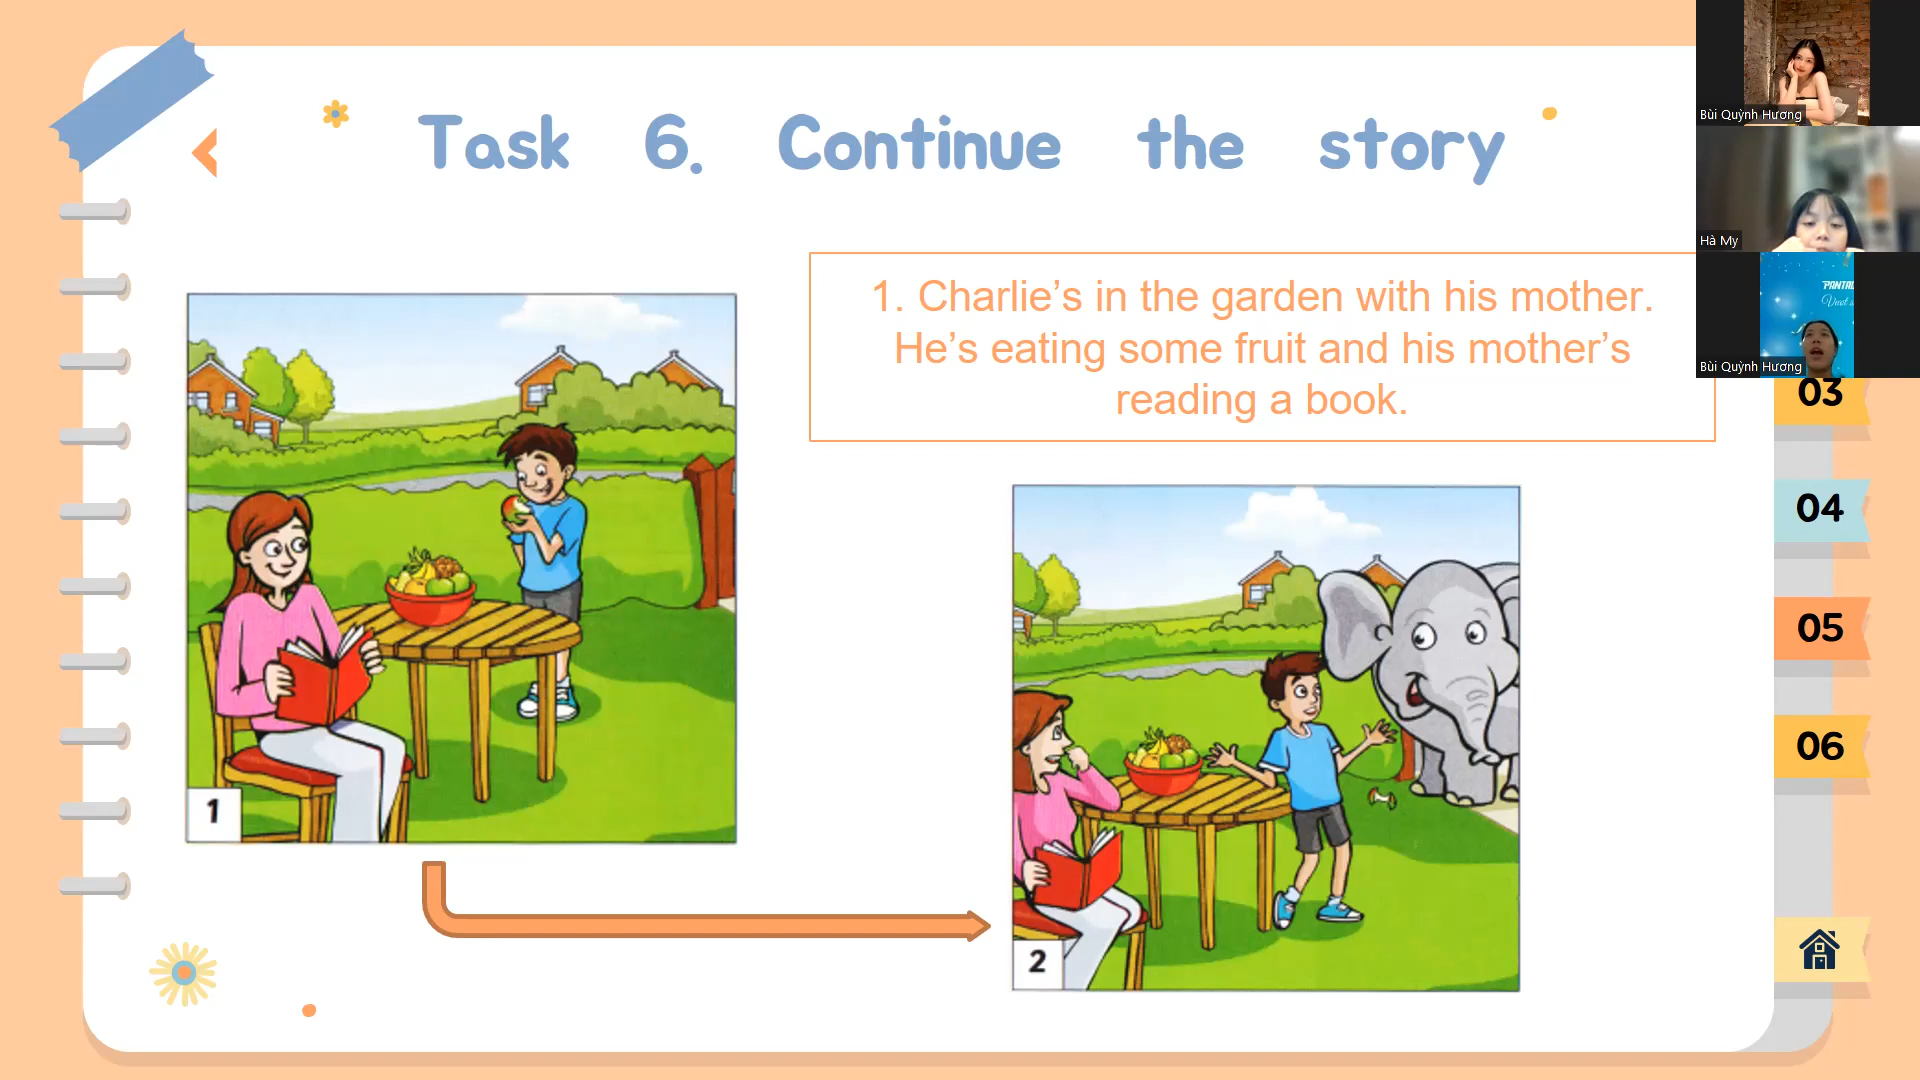 Task 6. Continue the story
1. Charlie’s in the garden with his mother.
He’s eating some fruit and his mother’s
reading a book.
1
2
Bùi Quỳnh Hương
Hà My
Bùi Quỳnh Hương
03
04
05
06